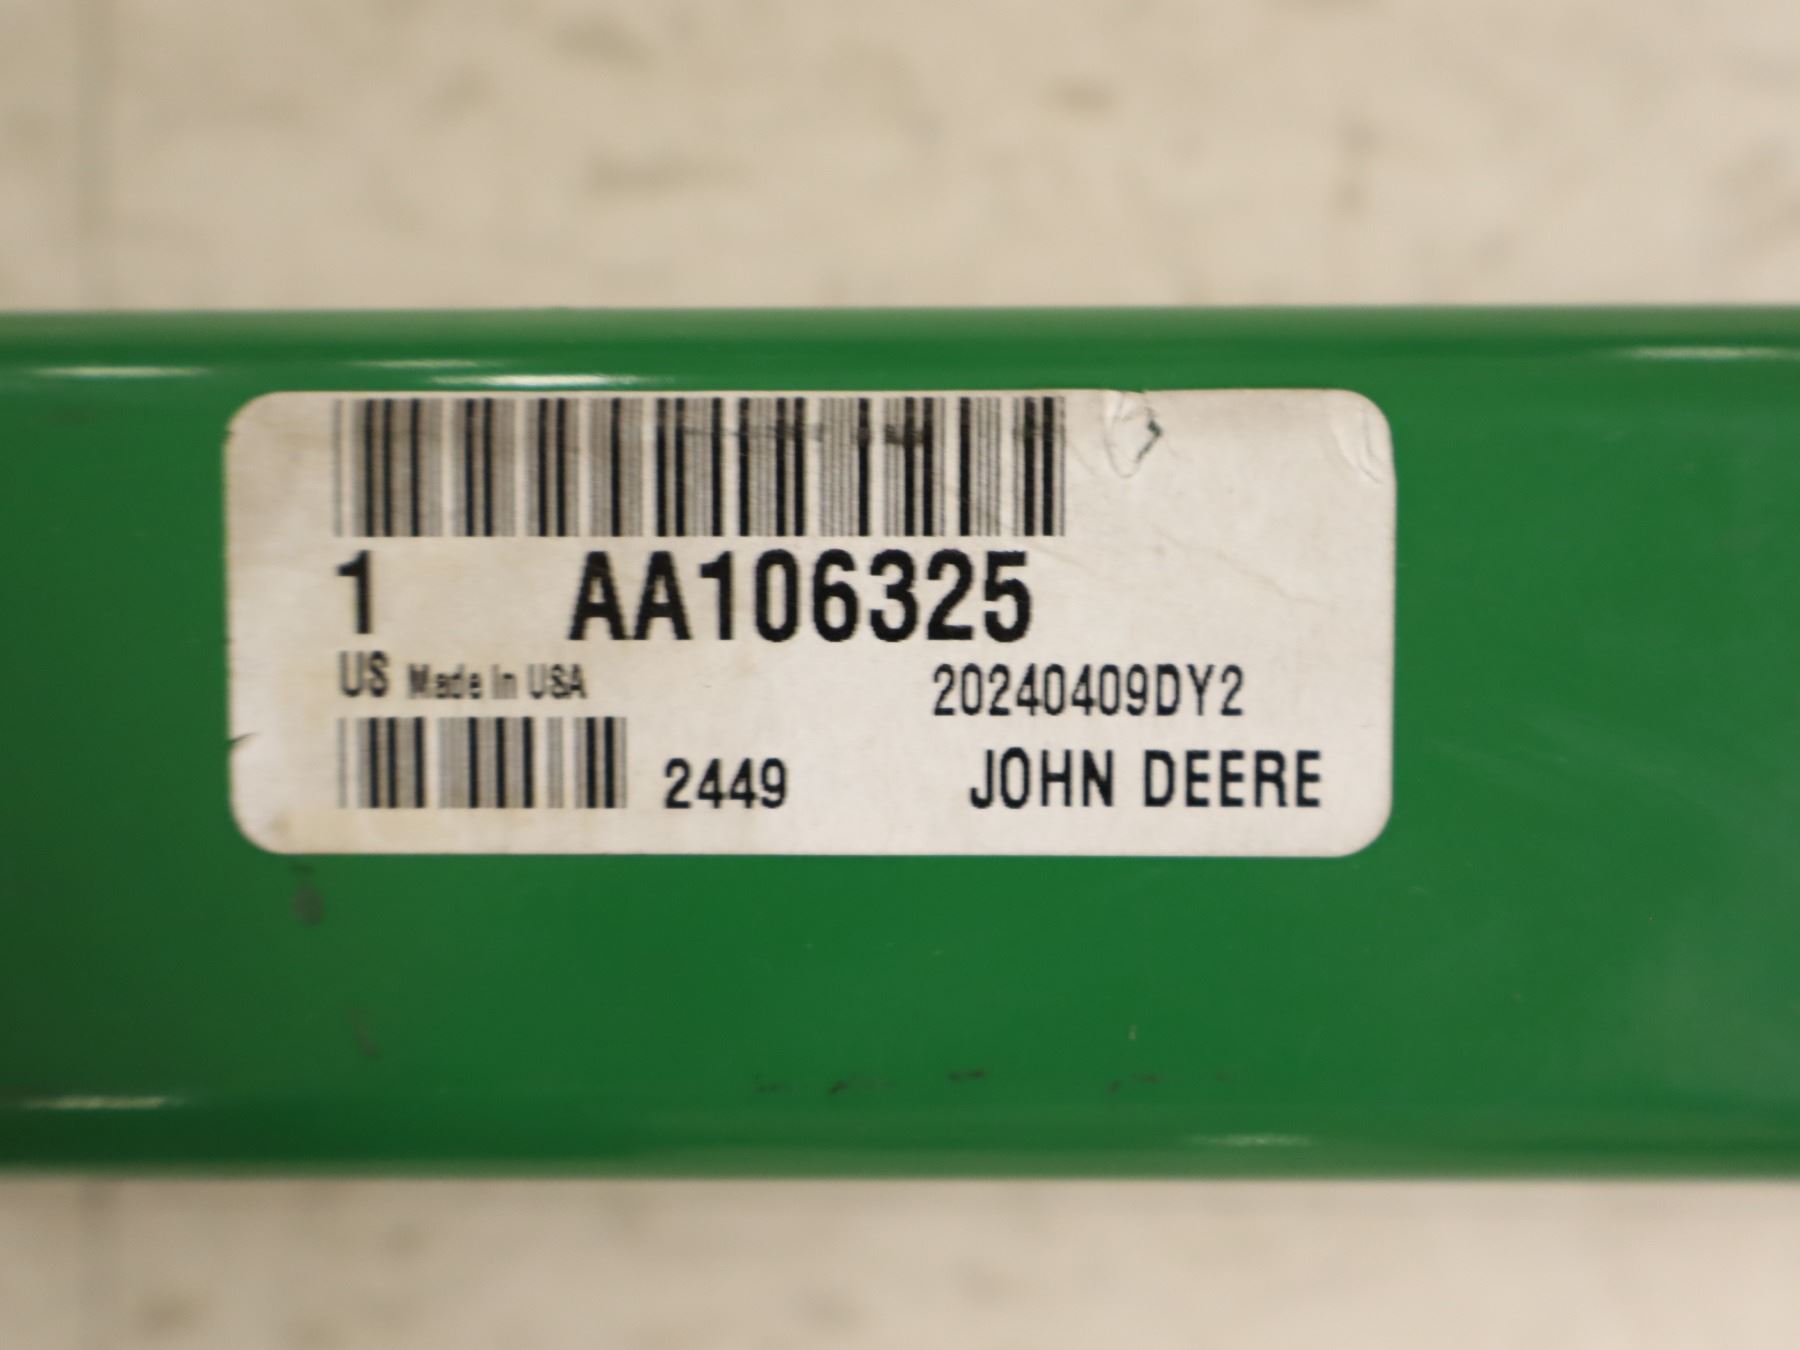 1 AA106325
US Made In USA 20240409DY2
2449 JOHN DEERE